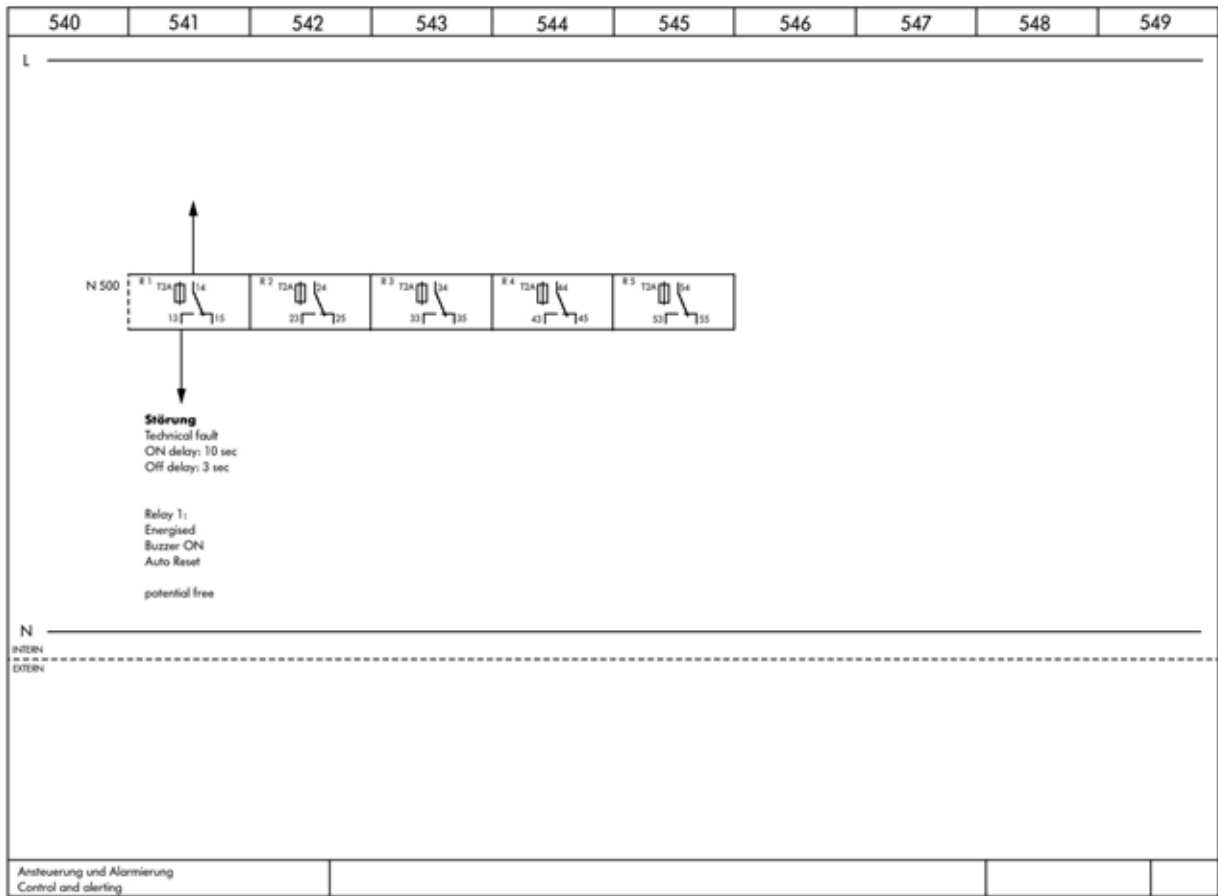 540 541 542 543 544 545 546 547 548 549
L
N 500
R 1 T2A 14
13 15
R 2 T2A 24
23 25
R 3 T2A 34
33 35
R 4 T2A 44
43 45
R 5 T2A 54
53 55
Störung
Technical fault
ON delay: 10 sec
Off delay: 3 sec
Relay 1:
Energised
Buzzer ON
Auto Reset
potential free
N
INTERN
EXTERN
Ansteuerung und Alarmierung
Control and alerting